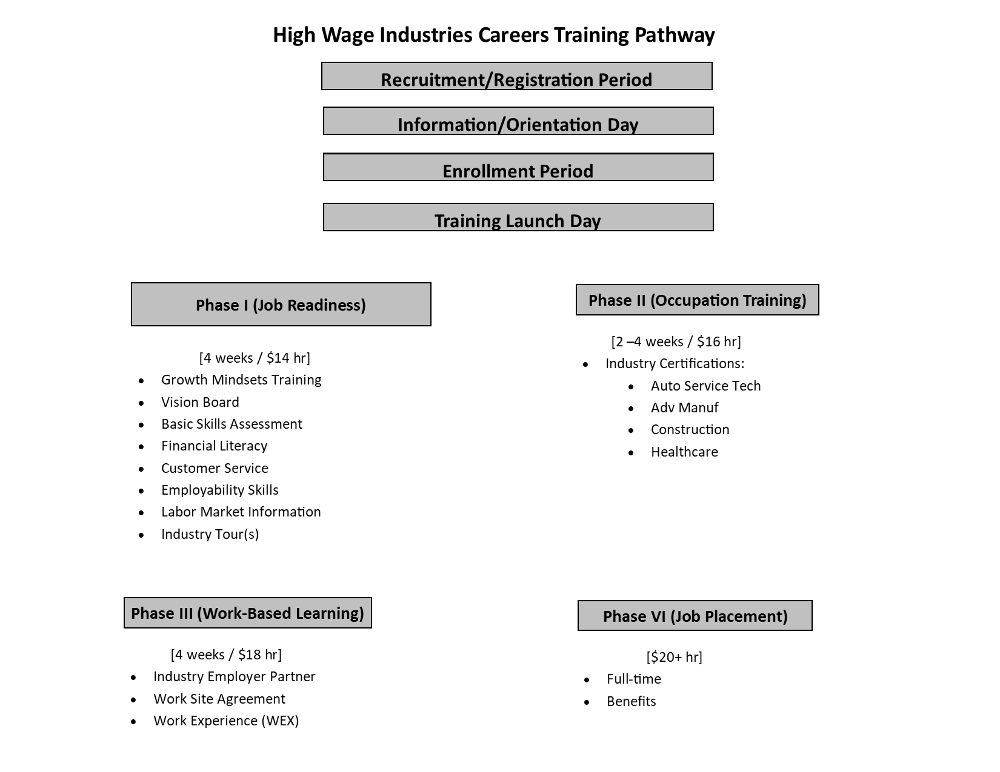 High Wage Industries Careers Training Pathway
Recruitment/Registration Period
Information/Orientation Day
Enrollment Period
Training Launch Day
Phase I (Job Readiness)
[4 weeks / $14 hr]
• Growth Mindsets Training
• Vision Board
• Basic Skills Assessment
• Financial Literacy
• Customer Service
• Employability Skills
• Labor Market Information
• Industry Tour(s)
Phase II (Occupation Training)
[2 –4 weeks / $16 hr]
• Industry Certifications:
• Auto Service Tech
• Adv Manuf
• Construction
• Healthcare
Phase III (Work-Based Learning)
[4 weeks / $18 hr]
• Industry Employer Partner
• Work Site Agreement
• Work Experience (WEX)
Phase VI (Job Placement)
[$20+ hr]
• Full-time
• Benefits